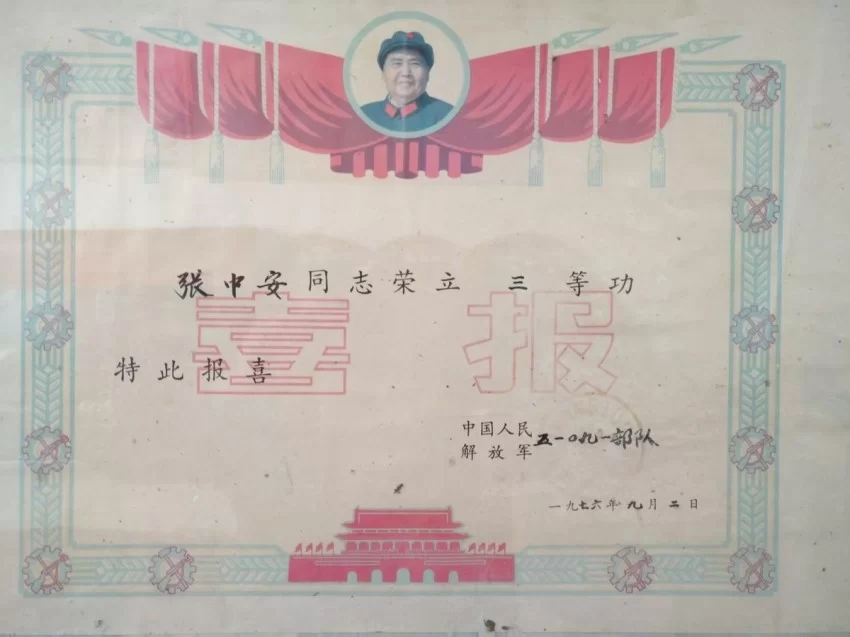 张中安同志荣立三等功
喜报
特此报喜
中国人民
解放军
五一〇九一部队
一九七六年九月二日